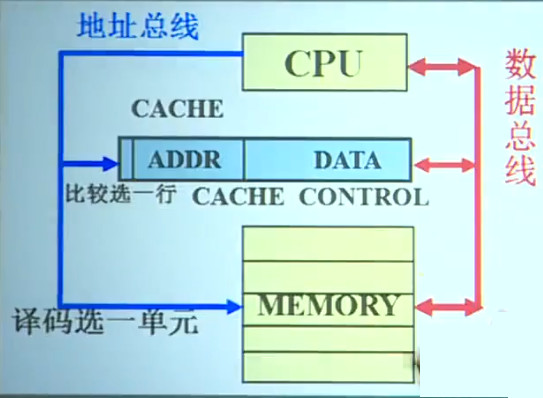 地址总线
CPU
数据总线
CACHE
ADDR DATA
比较选一行 CACHE CONTROL
MEMORY
译码选一单元